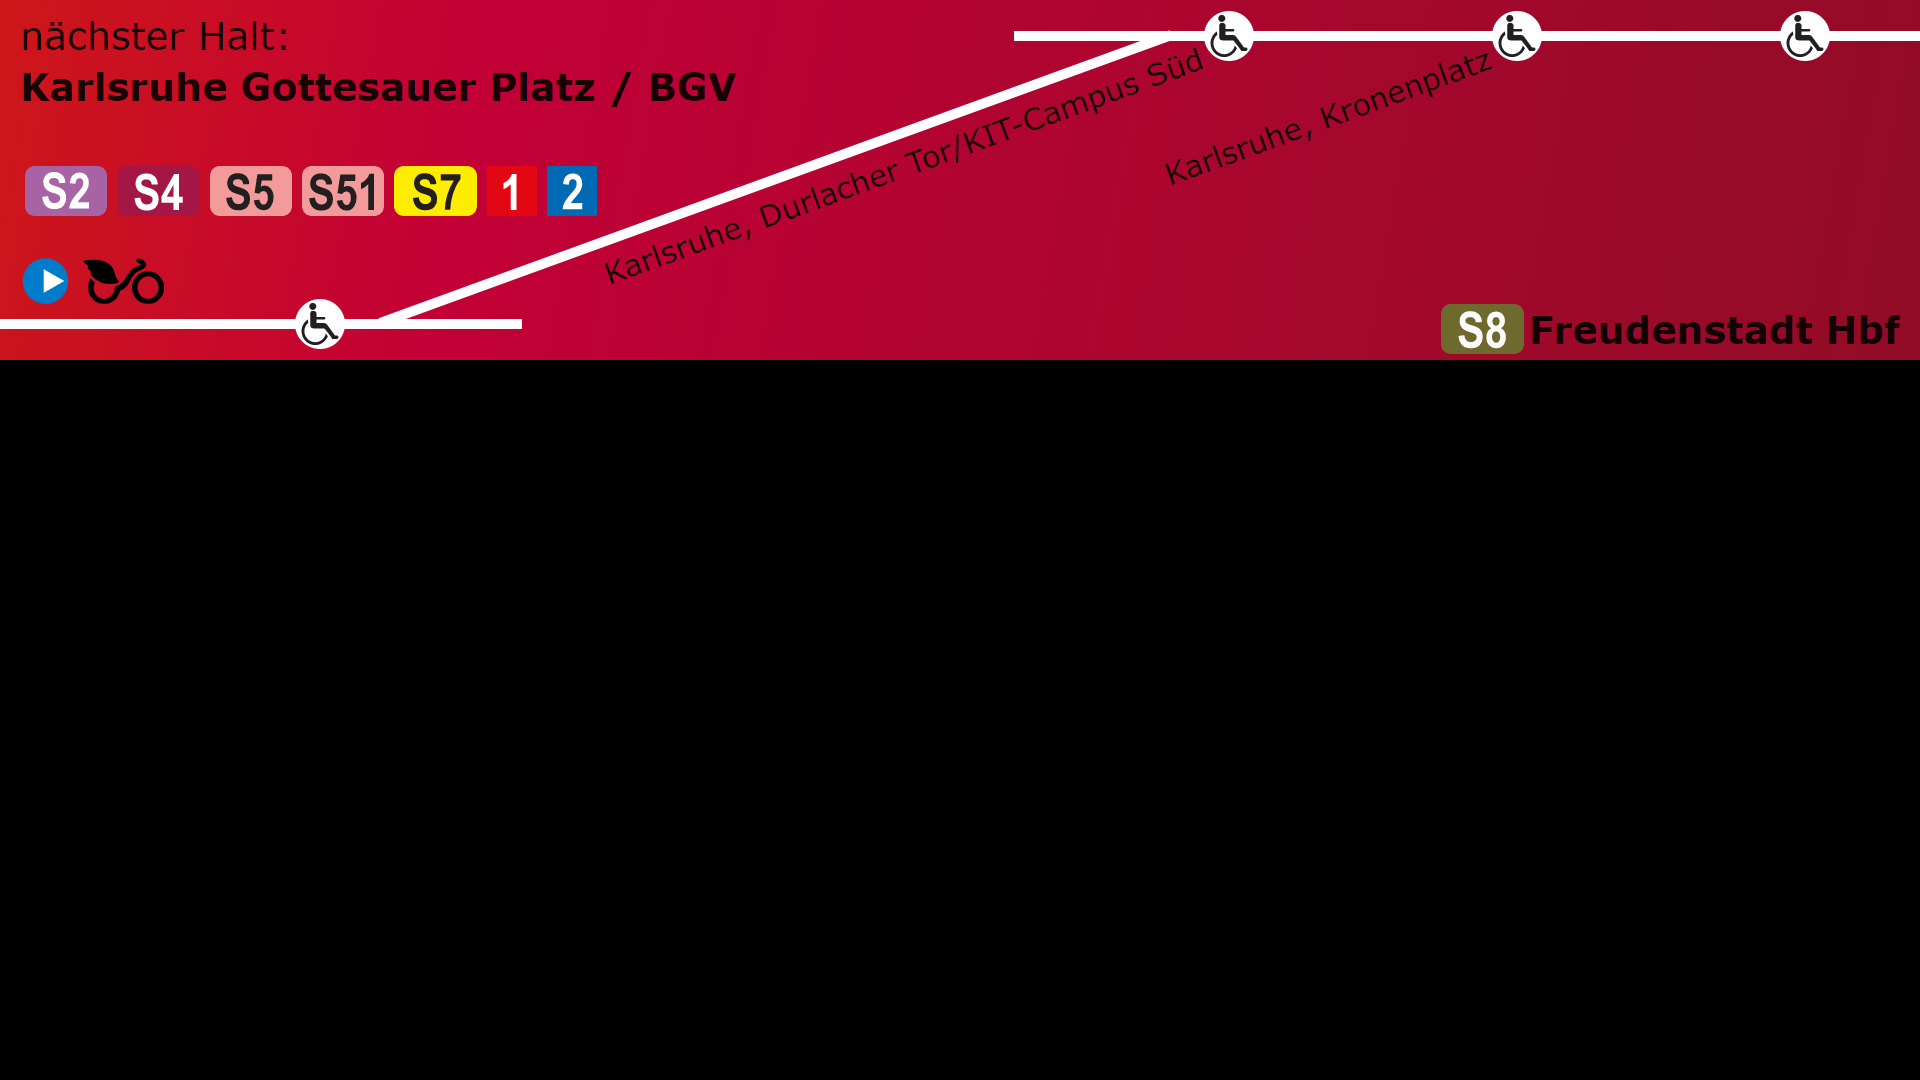 nächster Halt:
Karlsruhe Gottesauer Platz / BGV
S2 S4 S5 S51 S7 1 2
Karlsruhe, Durlacher Tor/KIT-Campus Süd
Karlsruhe, Kronenplatz
S8 Freudenstadt Hbf